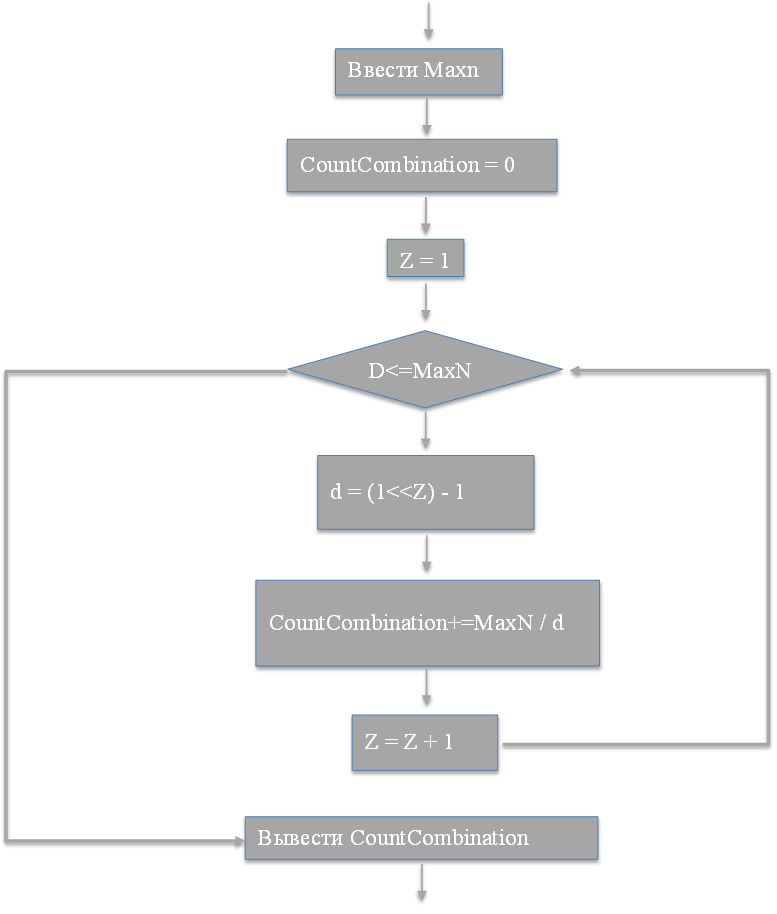 Ввести Maxn
CountCombination = 0
Z = 1
D<=MaxN
d = (1<<Z) - 1
CountCombination+=MaxN / d
Z = Z + 1
Вывести CountCombination